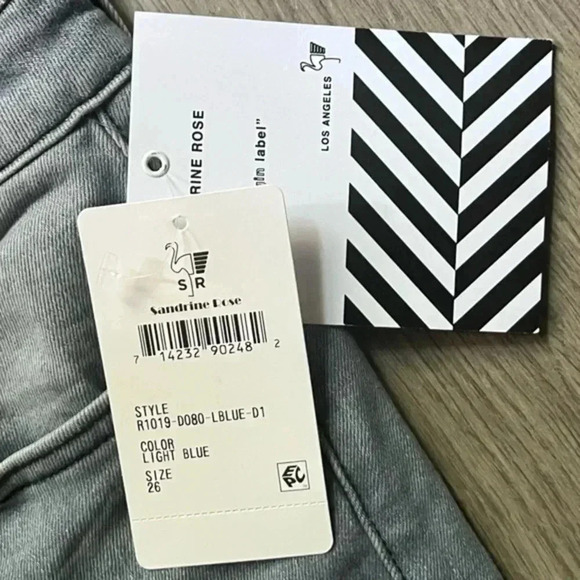 LOS ANGELES
label"
RINE ROSE
S R
Sandrine Rose
7 14232 90248 2
STYLE
R1019-D080-LBLUE-D1
COLOR
LIGHT BLUE
SIZE
26
EPC